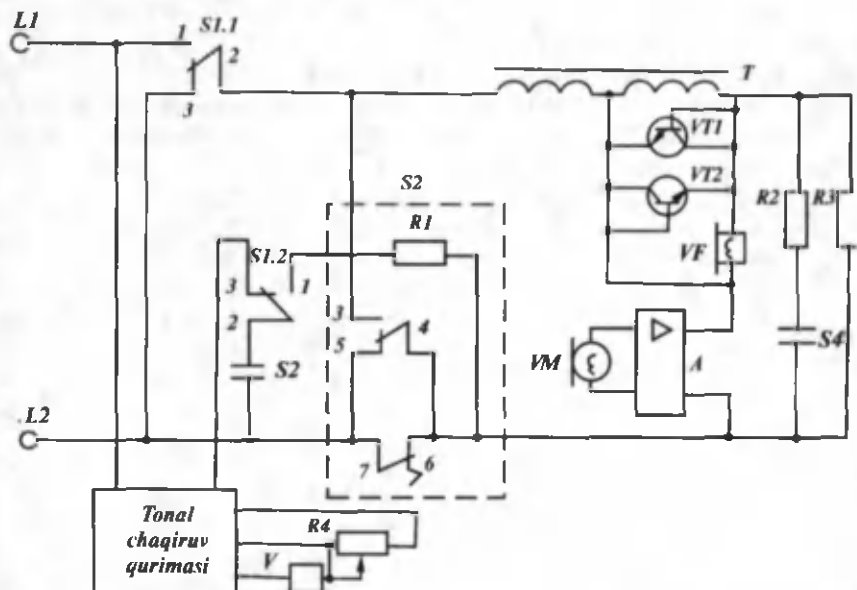 L1
1
S1.1
2
3
T
VT1
VT2
S2
R1
R2
R3
S1.2
3
1
2
VF
3
4
5
S2
VM
A
S4
L2
7
6
Tonal
chaqiruv
qurimasi
R4
V